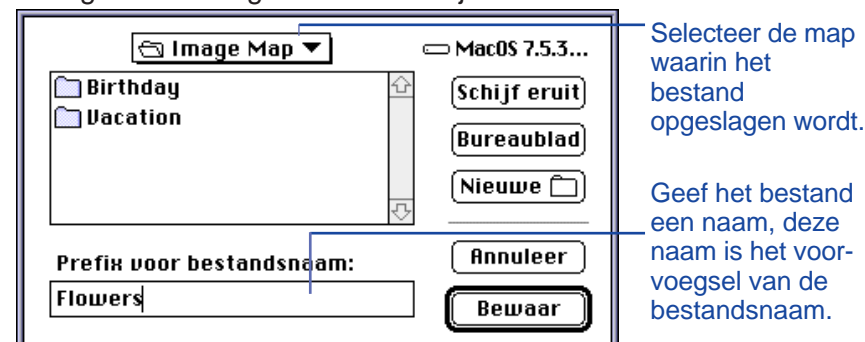 Image Map
MacOS 7.5.3...
Birthday
Vacation
Schijf eruit
Bureaublad
Nieuwe
Prefix voor bestandsnaam:
Flowers
Annuleer
Bewaar
Selecteer de map
waarin het
bestand
opgeslagen wordt.
Geef het bestand
een naam, deze
naam is het voor-
voegsel van de
bestandsnaam.